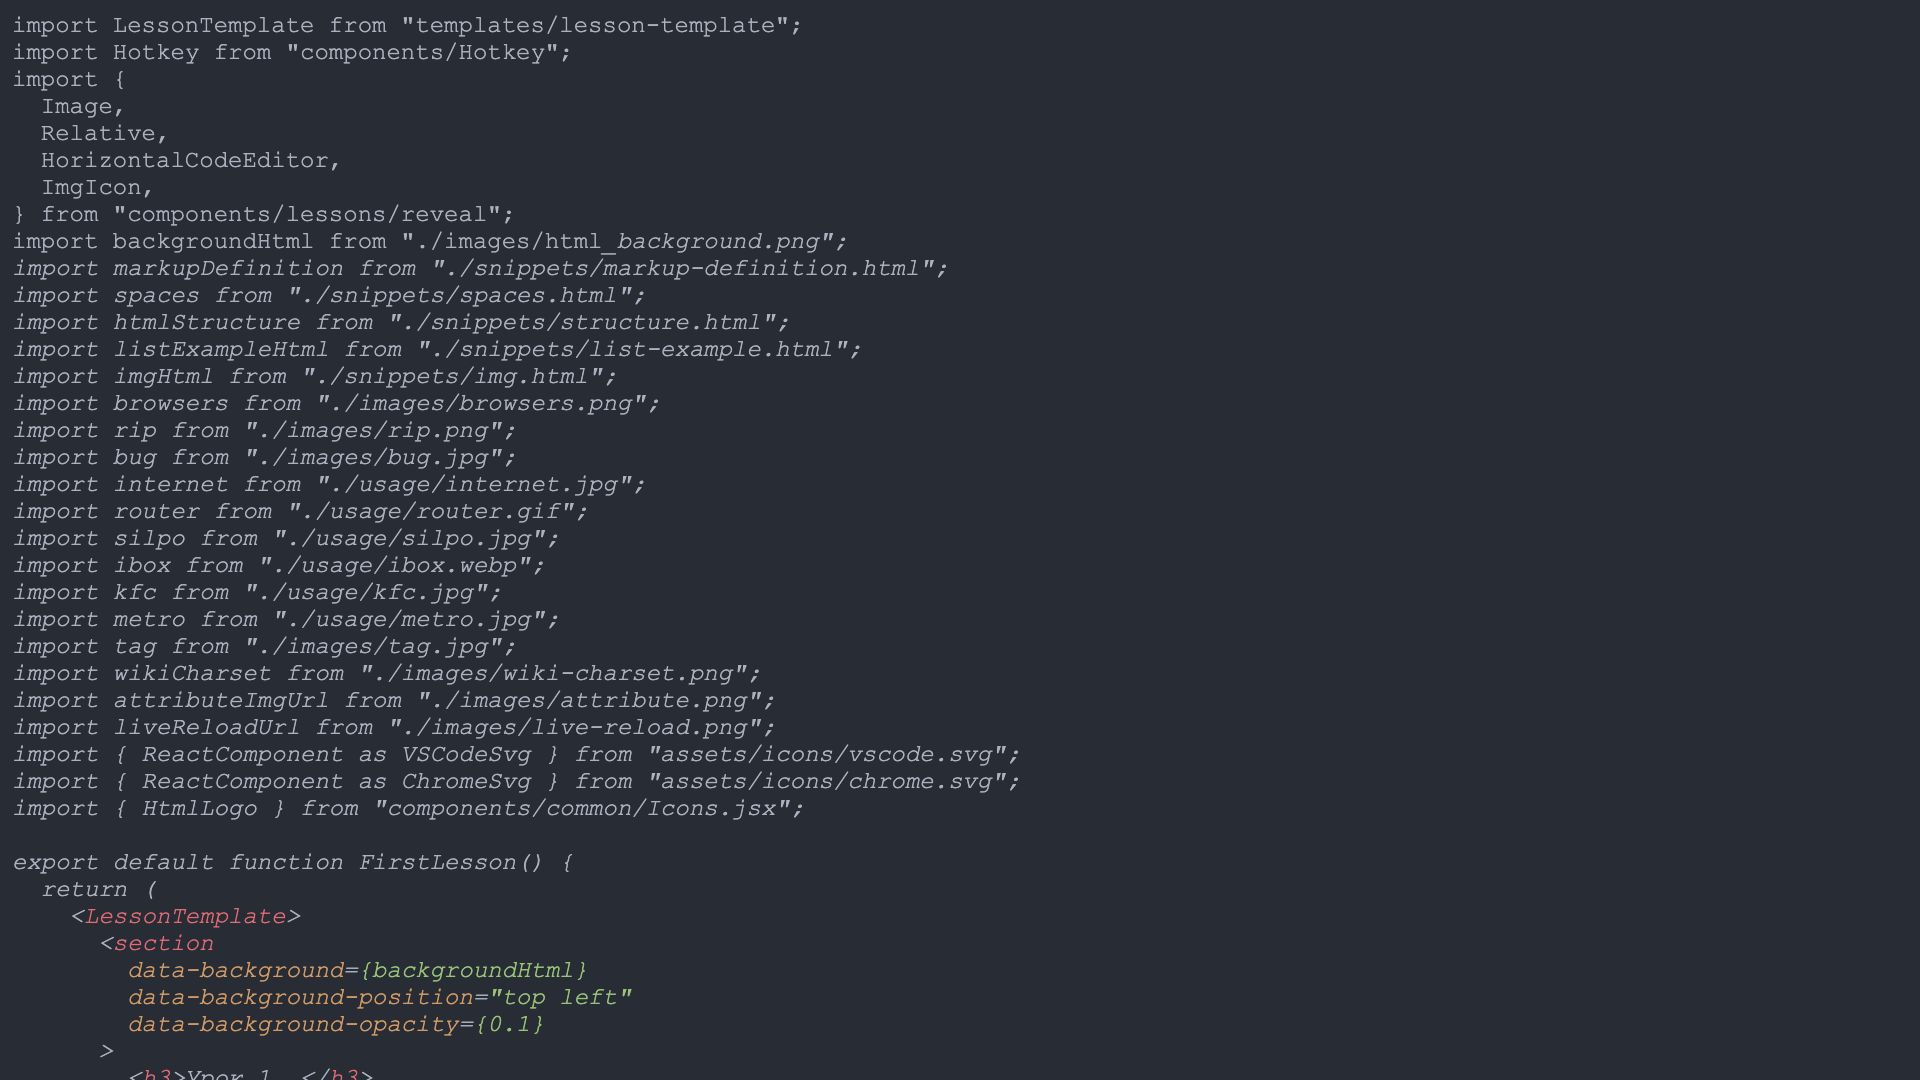 import LessonTemplate from "templates/lesson-template";
import Hotkey from "components/Hotkey";
import {
  Image,
  Relative,
  HorizontalCodeEditor,
  ImgIcon,
} from "components/lessons/reveal";
import backgroundHtml from "./images/html_background.png";
import markupDefinition from "./snippets/markup-definition.html";
import spaces from "./snippets/spaces.html";
import htmlStructure from "./snippets/structure.html";
import listExampleHtml from "./snippets/list-example.html";
import imgHtml from "./snippets/img.html";
import browsers from "./images/browsers.png";
import rip from "./images/rip.png";
import bug from "./images/bug.jpg";
import internet from "./usage/internet.jpg";
import router from "./usage/router.gif";
import silpo from "./usage/silpo.jpg";
import ibox from "./usage/ibox.webp";
import kfc from "./usage/kfc.jpg";
import metro from "./usage/metro.jpg";
import tag from "./images/tag.jpg";
import wikiCharset from "./images/wiki-charset.png";
import attributeImgUrl from "./images/attribute.png";
import liveReloadUrl from "./images/live-reload.png";
import { ReactComponent as VSCodeSvg } from "assets/icons/vscode.svg";
import { ReactComponent as ChromeSvg } from "assets/icons/chrome.svg";
import { HtmlLogo } from "components/common/Icons.jsx";

export default function FirstLesson() {
  return (
    <LessonTemplate>
      <section
        data-background={backgroundHtml}
        data-background-position="top left"
        data-background-opacity={0.1}
      >
        <h3>Урок 1. </h3>